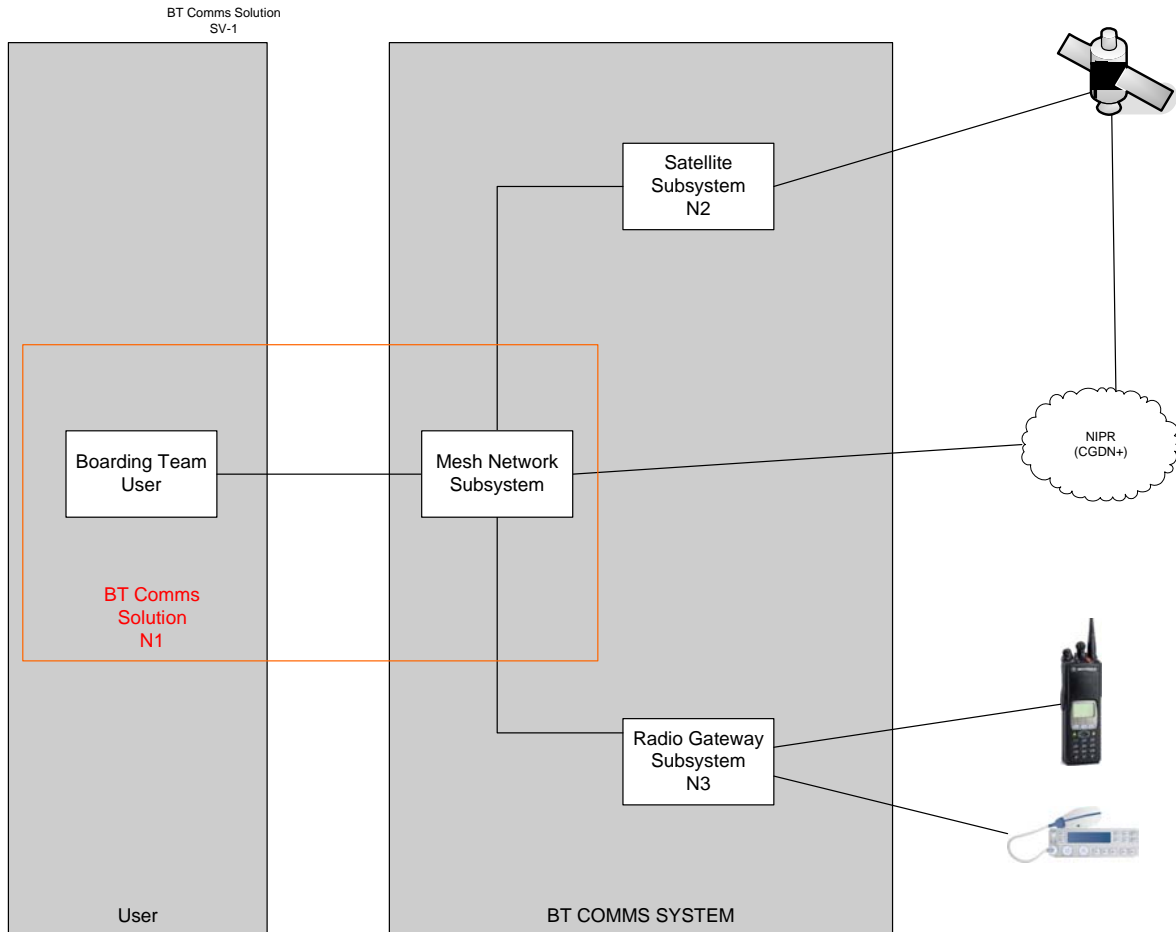 BT Comms Solution
SV-1
Satellite
Subsystem
N2
Boarding Team
User
Mesh Network
Subsystem
NIPR
(CGDN+)
BT Comms
Solution
N1
Radio Gateway
Subsystem
N3
User
BT COMMS SYSTEM